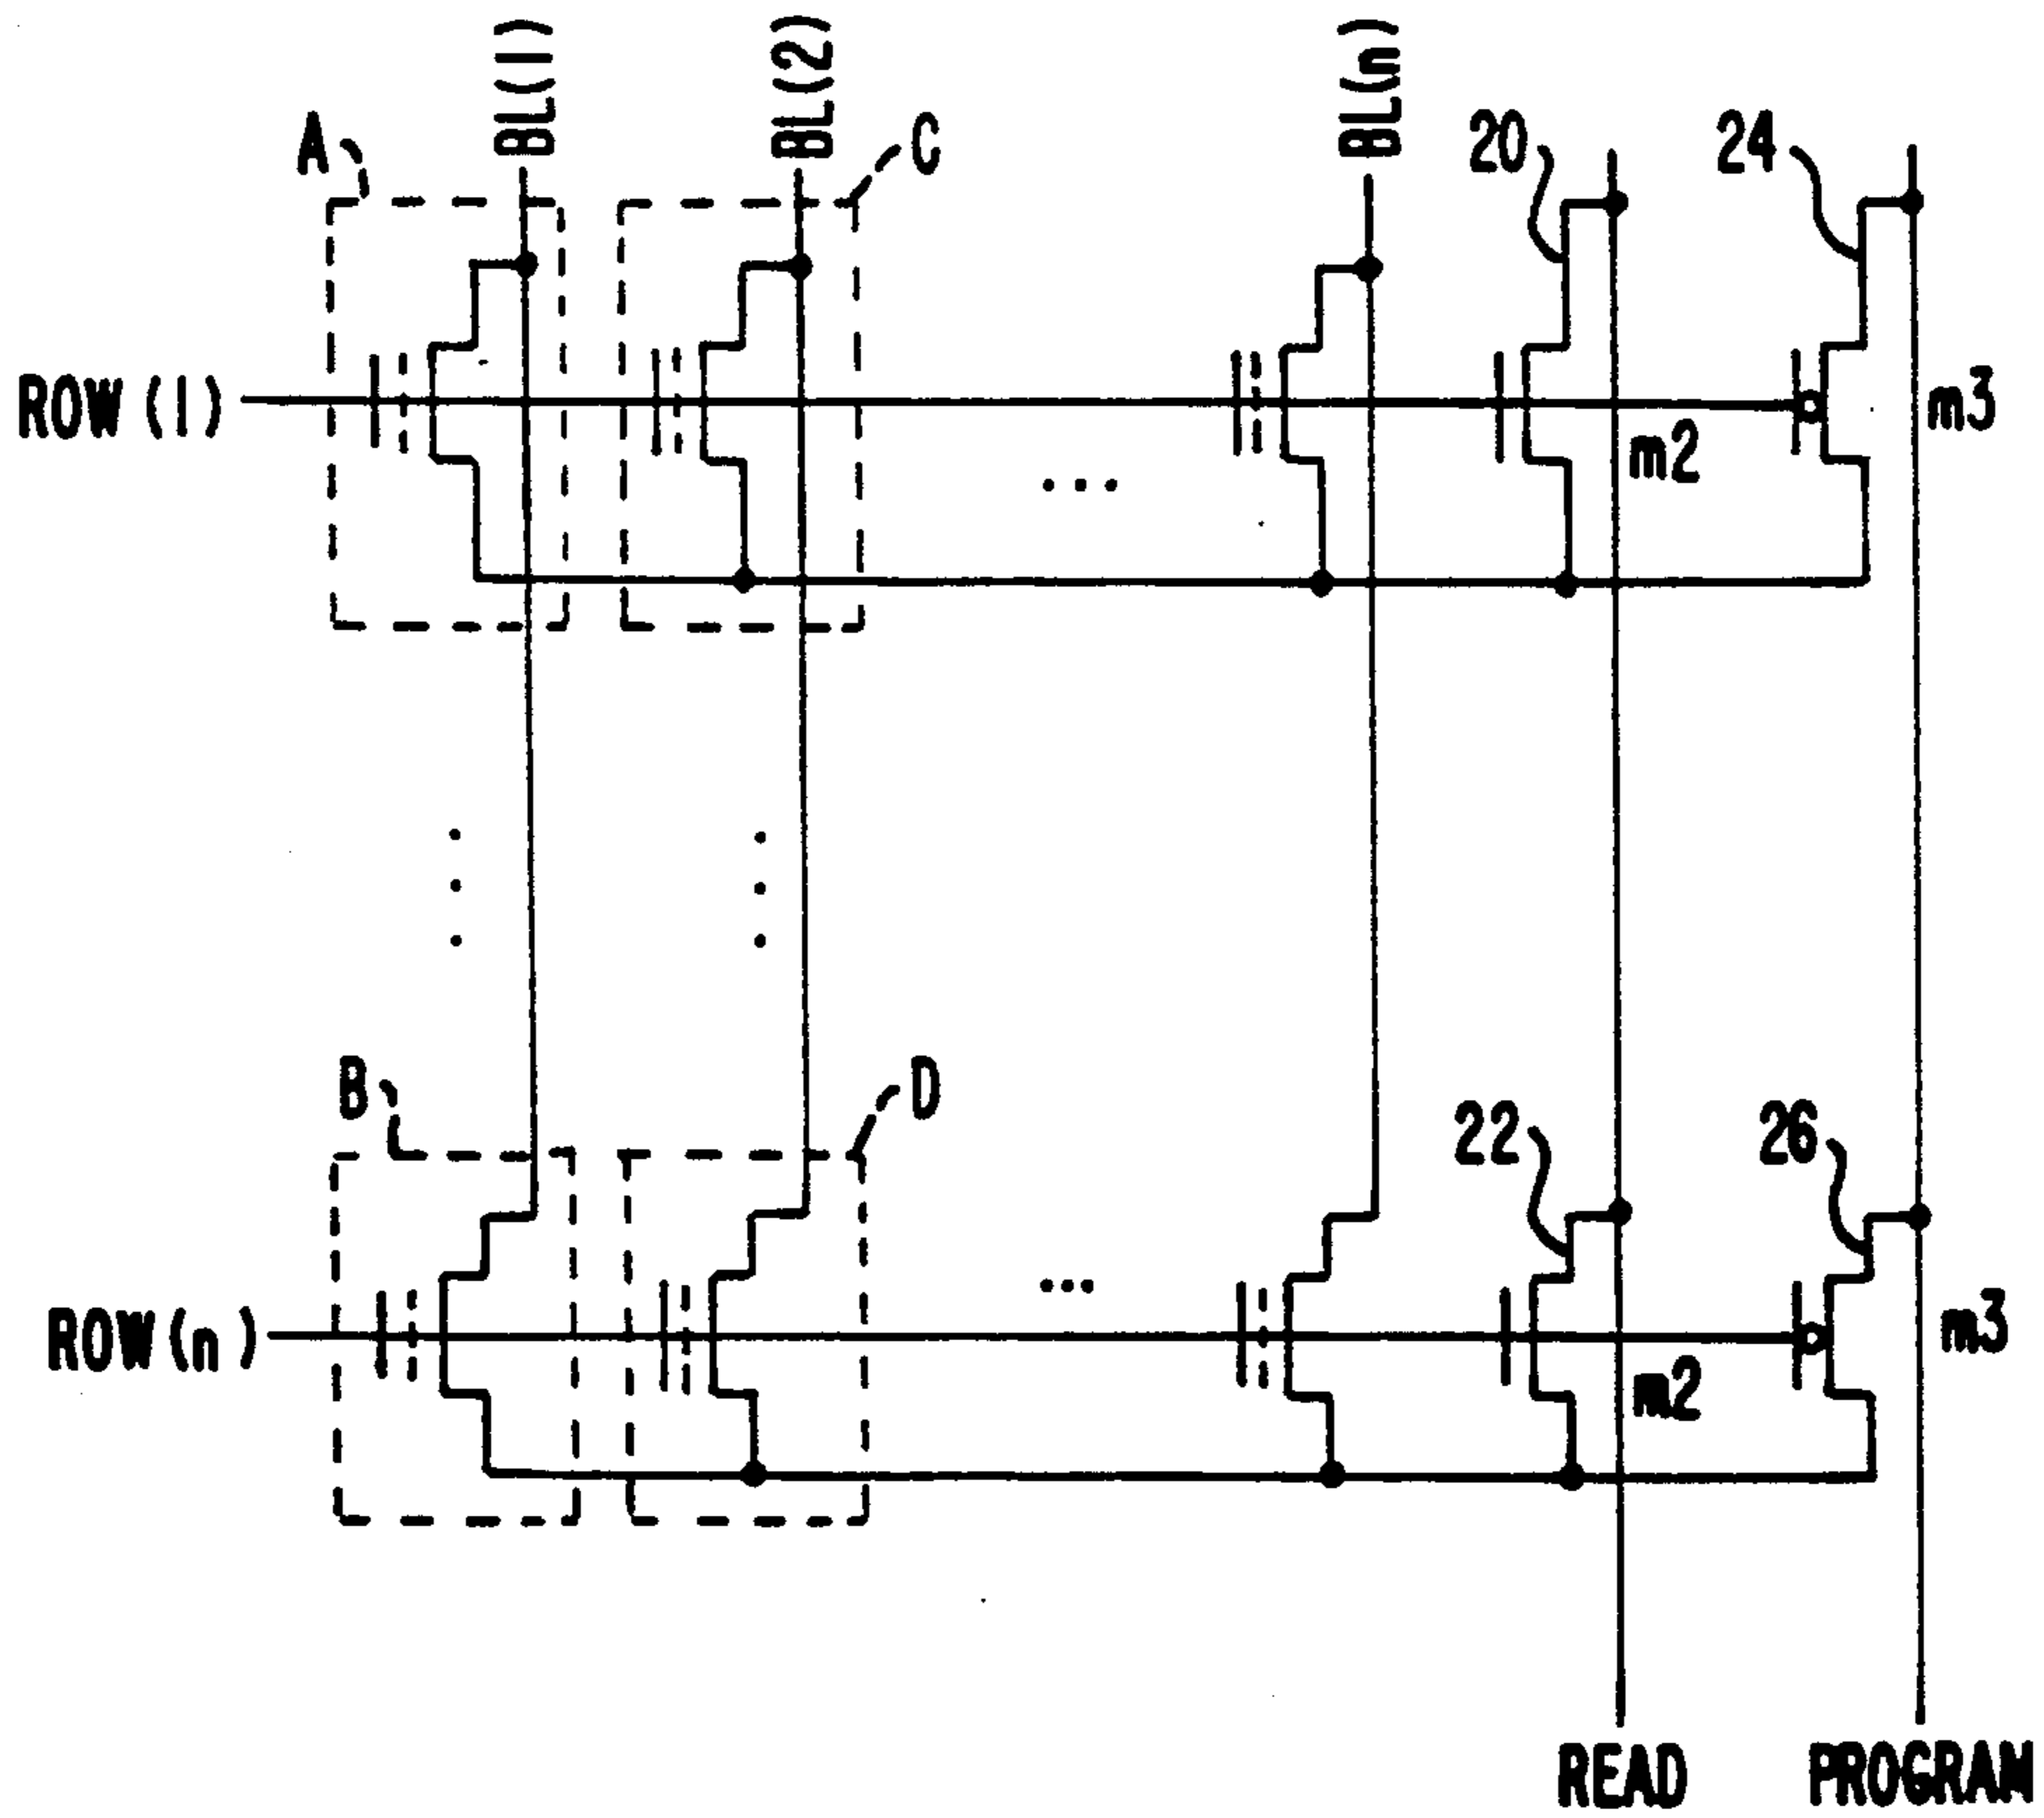 BL(1)
BL(2)
BL(n)
A
C
20
24
ROW(1)
m2
m3
B
D
22
26
ROW(n)
m2
m3
READ
PROGRAM